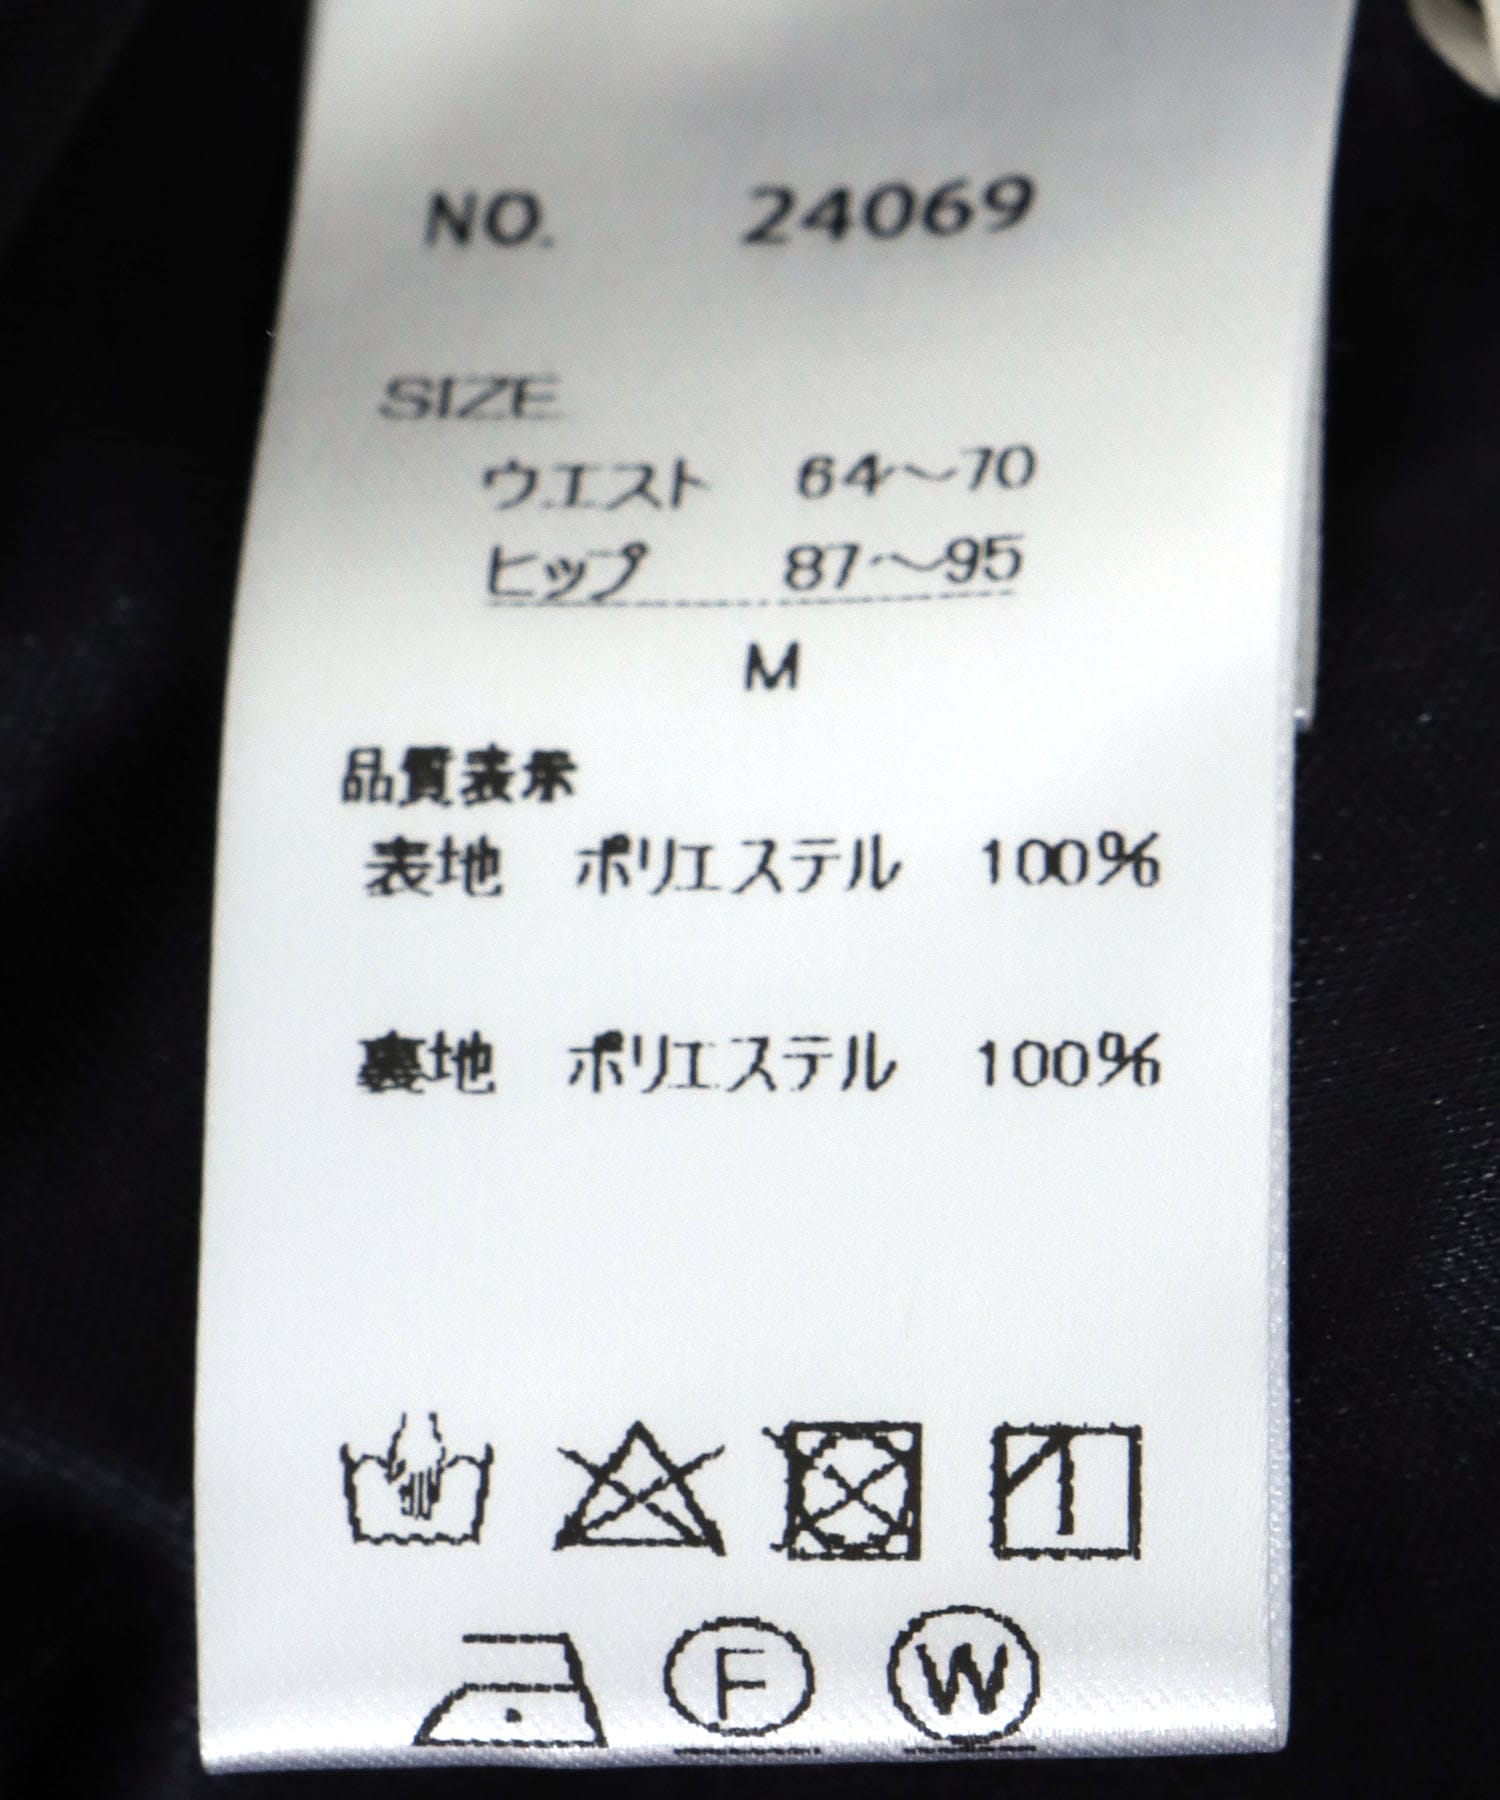 NO. 24069
SIZE
ウエスト 64～70
ヒップ 87～95
M
品質表示
表地 ポリエステル 100%
裏地 ポリエステル 100%
F W